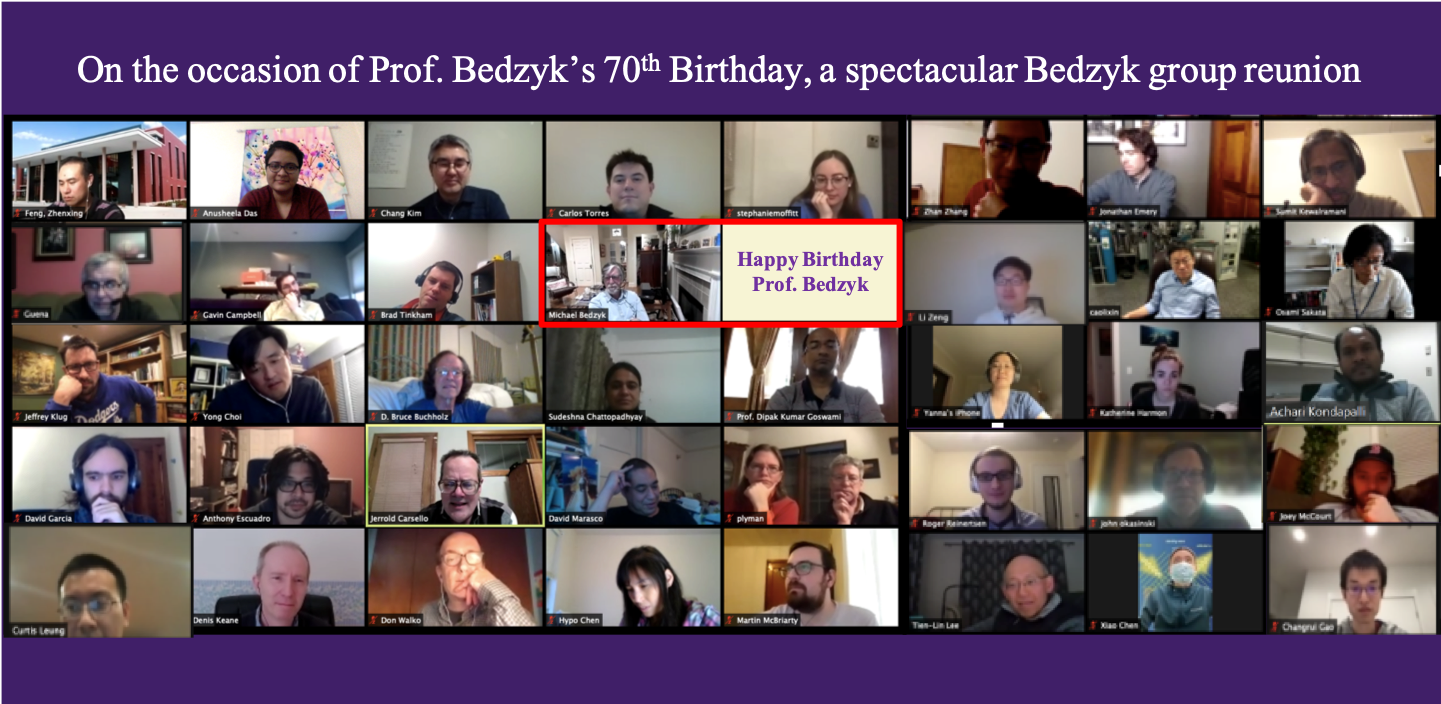 On the occasion of Prof. Bedzyk's 70th Birthday, a spectacular Bedzyk group reunion
Feng, Zhenxing
Anusheela Das
Chang Kim
Carlos Torres
stephaniemoffitt
Zhan Zhang
Jonathan Emery
Sumit Kewalramani
Guena
Gavin Campbell
Brad Tinkham
Michael Bedzyk
Happy Birthday
Prof. Bedzyk
Li Zeng
caolixin
Osami Sakata
Jeffrey Klug
Yong Choi
D. Bruce Buchholz
Sudeshna Chattopadhyay
Prof. Dipak Kumar Goswami
Yanna's iPhone
Katherine Harmon
Achari Kondapalli
Dodgers
David Garcia
Anthony Escuadro
Jerrold Carsello
David Marasco
plyman
Roger Reinertsen
john okasinski
Joey McCourt
Curtis Leung
Denis Keane
Don Walko
Hypo Chen
Martin McBriarty
Tien-Lin Lee
Xiao Chen
Changrui Gao